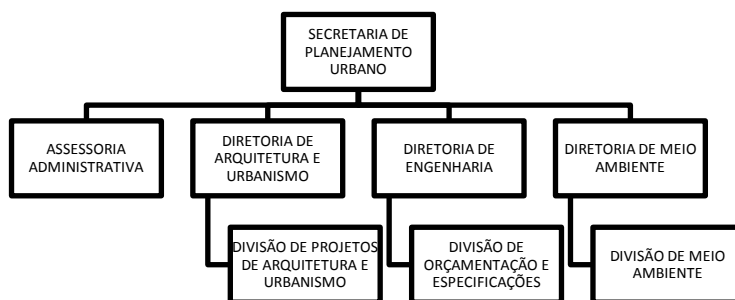 SECRETARIA DE
PLANEJAMENTO
URBANO
ASSESSORIA
ADMINISTRATIVA
DIRETORIA DE
ARQUITETURA E
URBANISMO
DIRETORIA DE
ENGENHARIA
DIRETORIA DE MEIO
AMBIENTE
DIVISÃO DE PROJETOS
DE ARQUITETURA E
URBANISMO
DIVISÃO DE
ORÇAMENTAÇÃO E
ESPECIFICAÇÕES
DIVISÃO DE MEIO
AMBIENTE